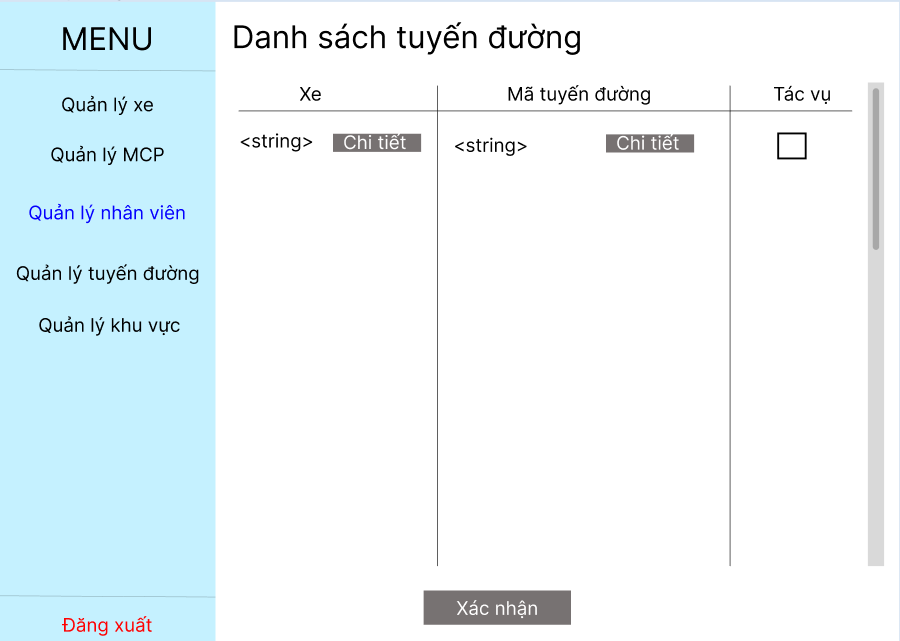 MENU
Quản lý xe
Quản lý MCP
Quản lý nhân viên
Quản lý tuyến đường
Quản lý khu vực
Đăng xuất
Danh sách tuyến đường
Xe Mã tuyến đường Tác vụ
<string> Chi tiết <string> Chi tiết
Xác nhận